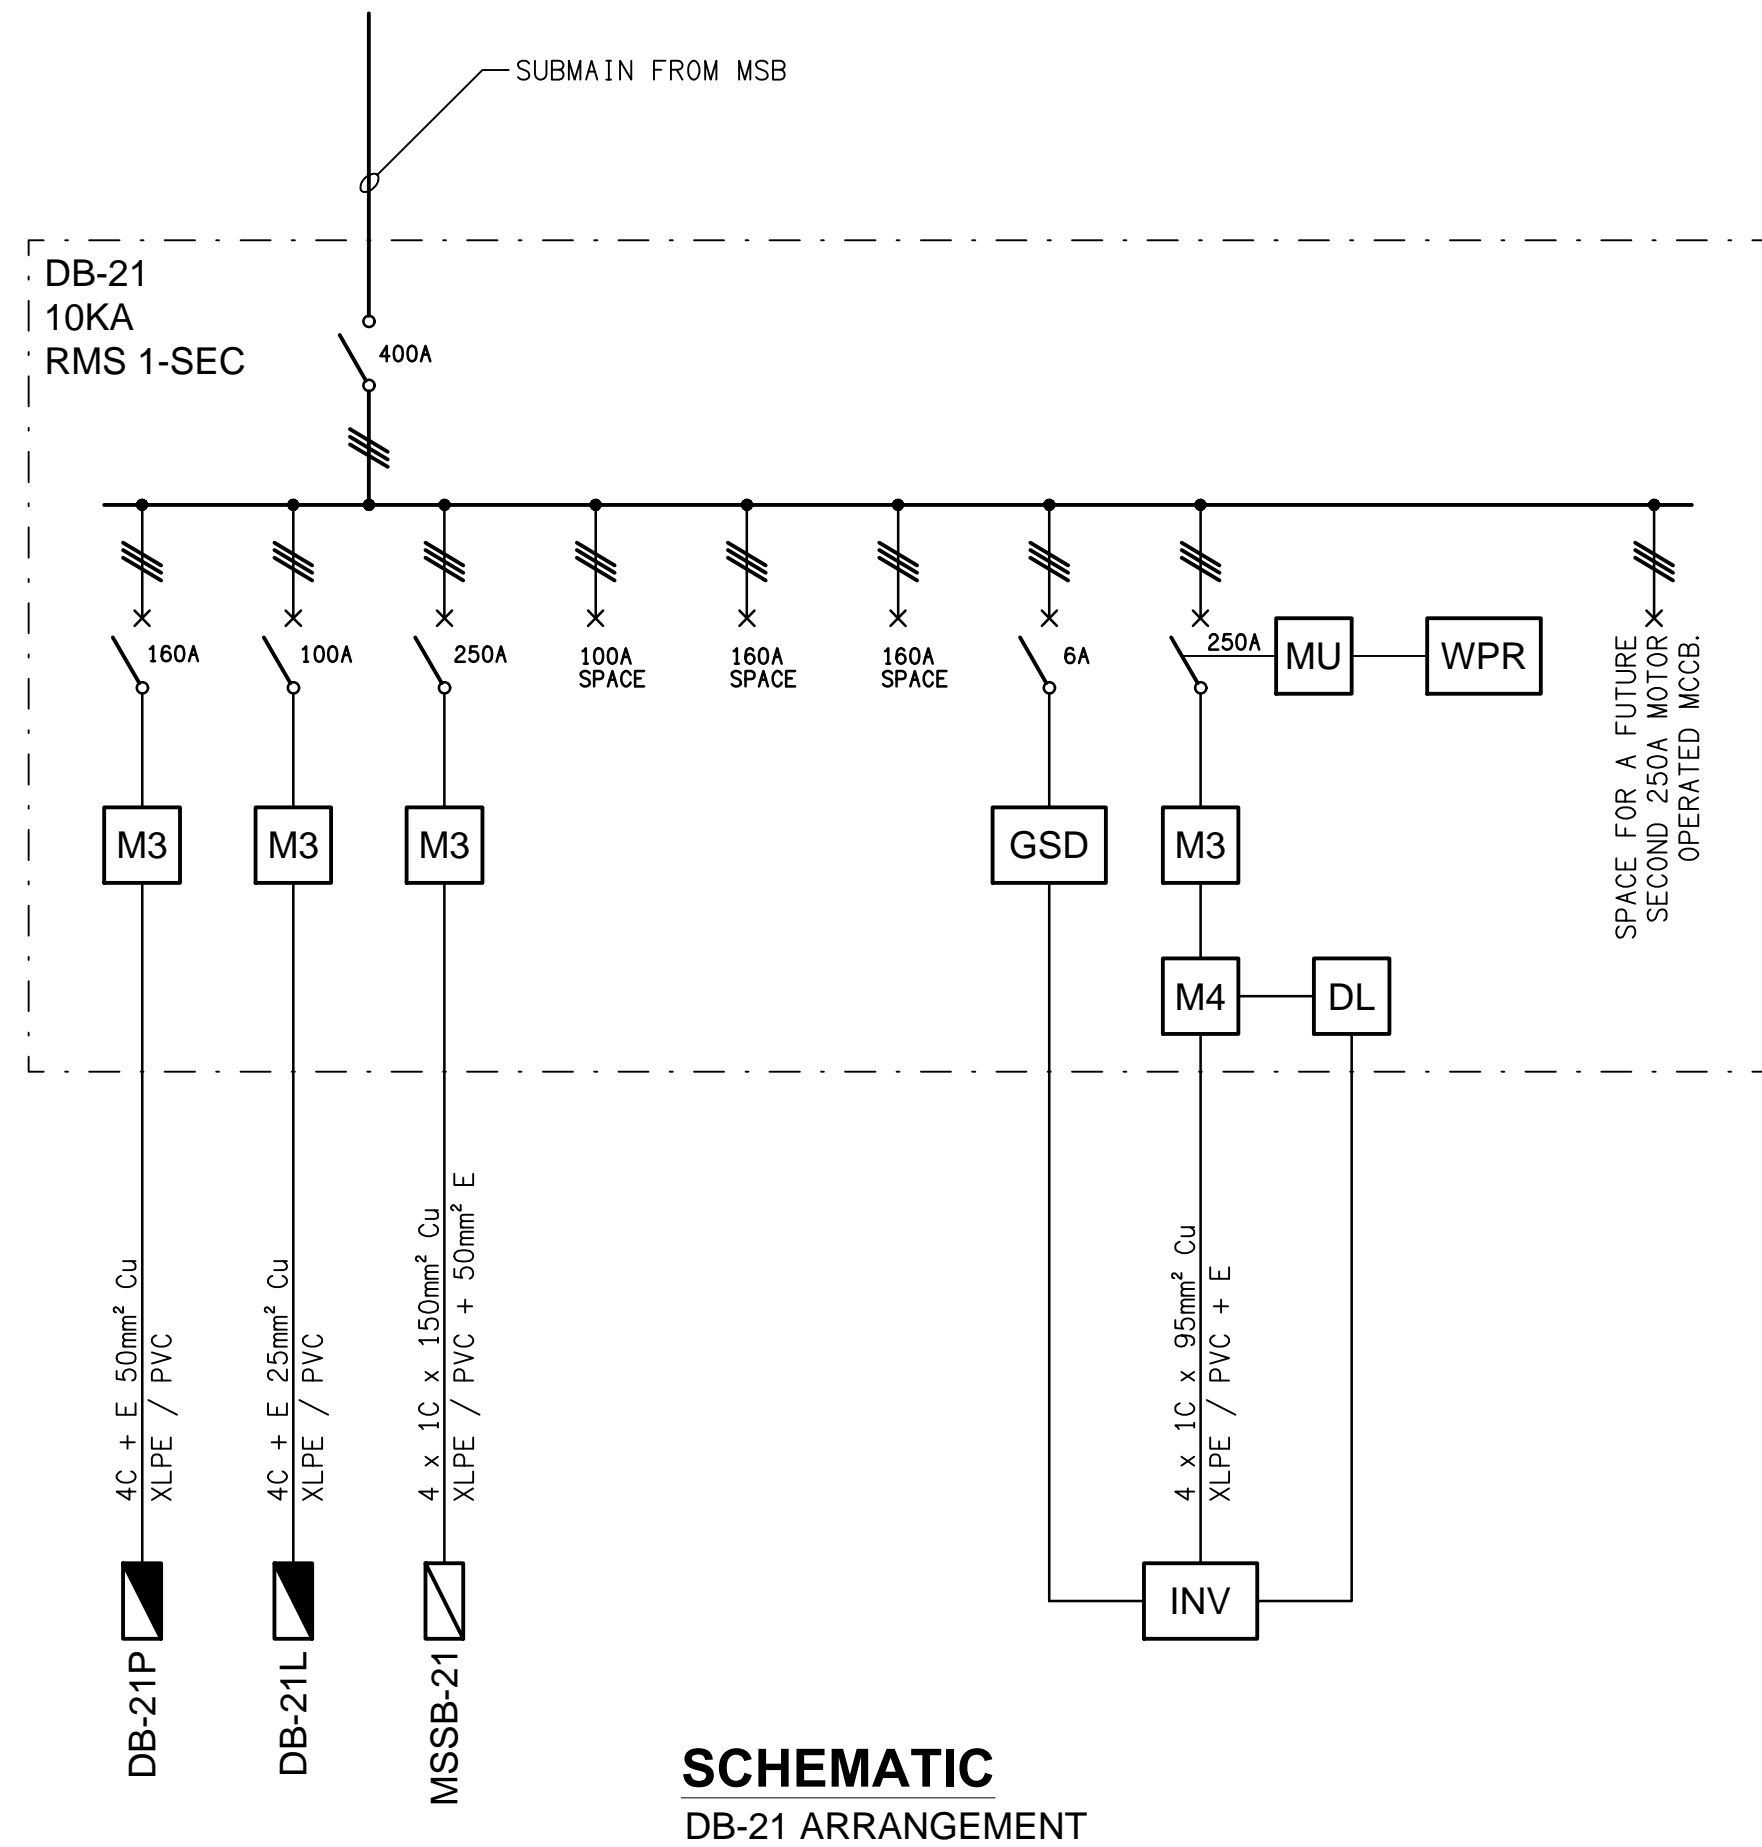 SUBMAIN FROM MSB
DB-21
10KA
RMS 1-SEC
400A
160A
100A
250A
100A
SPACE
160A
SPACE
160A
SPACE
6A
250A
MU
WPR
SPACE FOR A FUTURE
SECOND 250A MOTOR
OPERATED MCCB.
M3
M3
M3
GSD
M3
M4
DL
4C + E 50mm² Cu
XLPE / PVC
4C + E 25mm² Cu
XLPE / PVC
4 x 1C x 150mm² Cu
XLPE / PVC + 50mm² E
4 x 1C x 95mm² Cu
XLPE / PVC + E
INV
DB-21P
DB-21L
MSSB-21
SCHEMATIC
DB-21 ARRANGEMENT